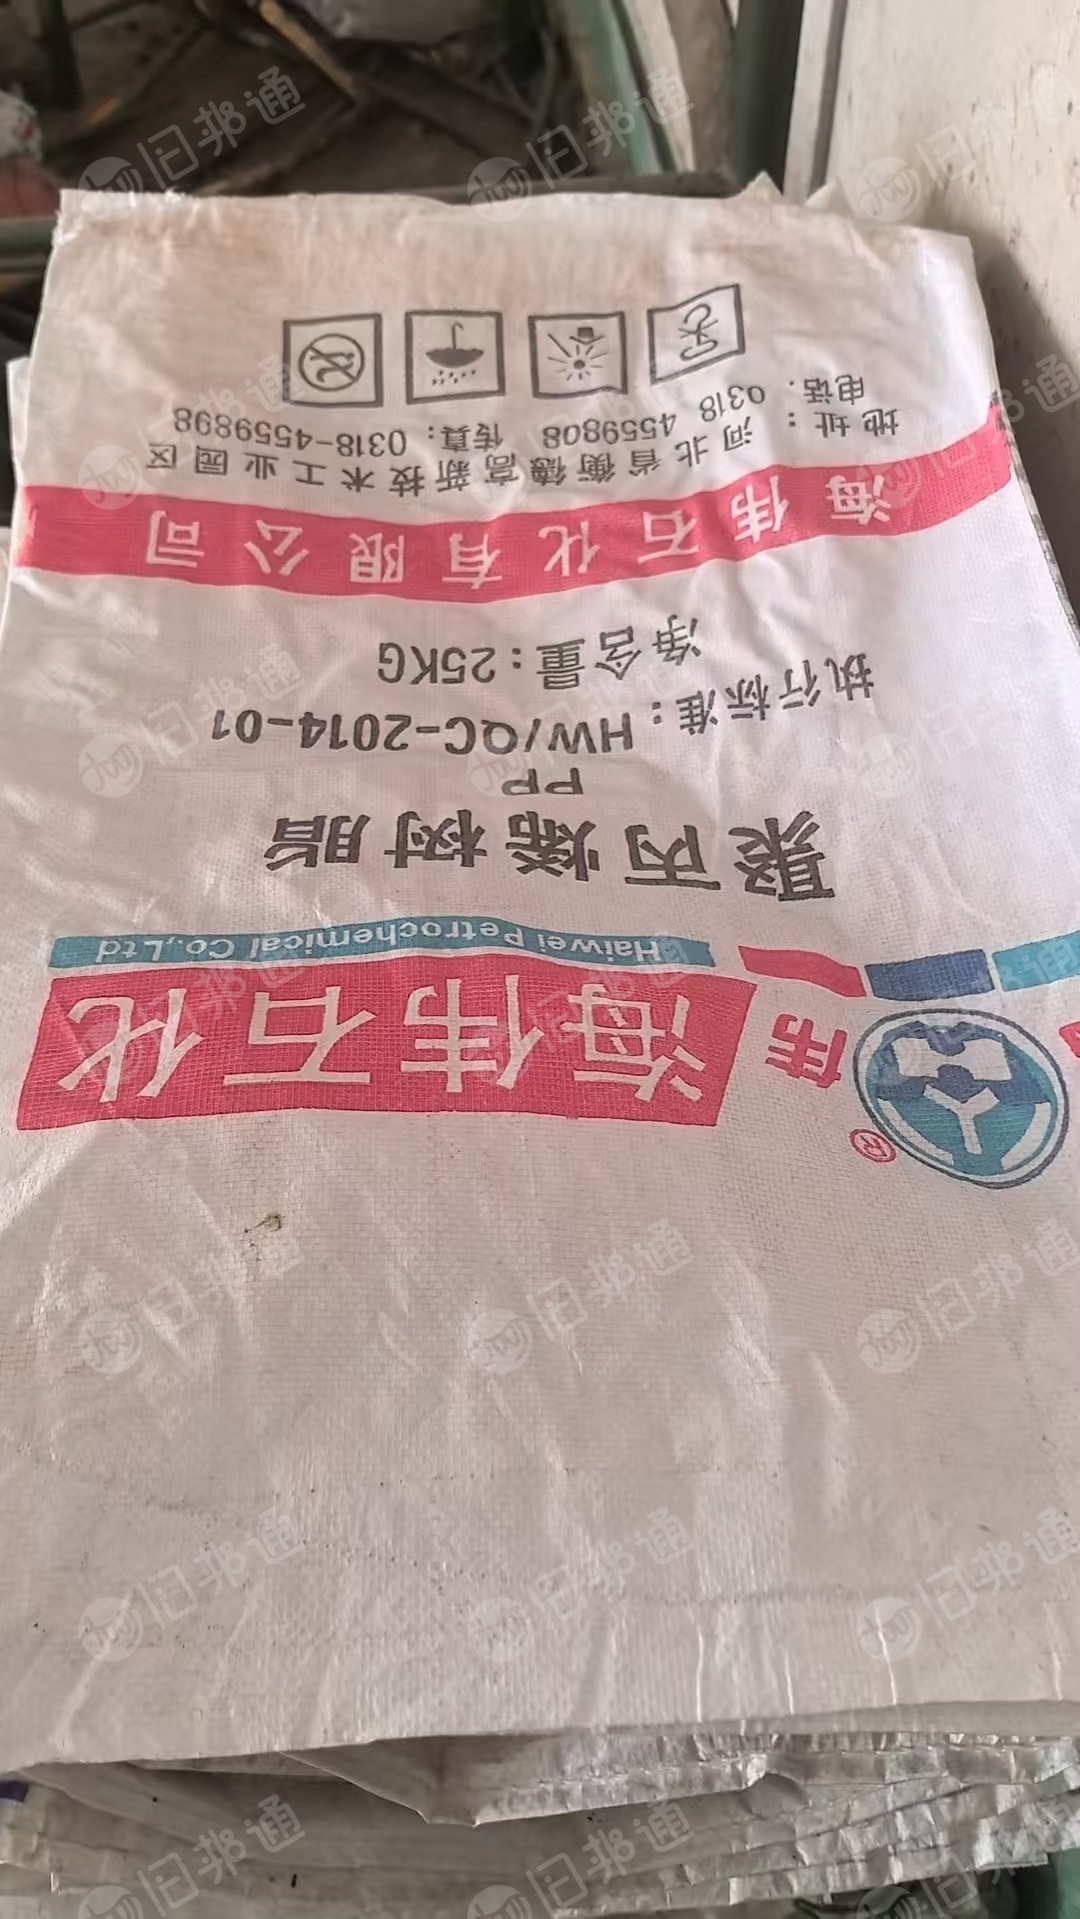 伟
®
海伟石化
Haiwei Petrochemical Co.,Ltd
聚丙烯树脂
PP
执行标准：HW/QC-2014-01
净含量：25KG
海伟石化有限公司
地址：河北省衡德高新技术工业园区
电话：0318 4559808 传真：0318-4559898
旧邦通